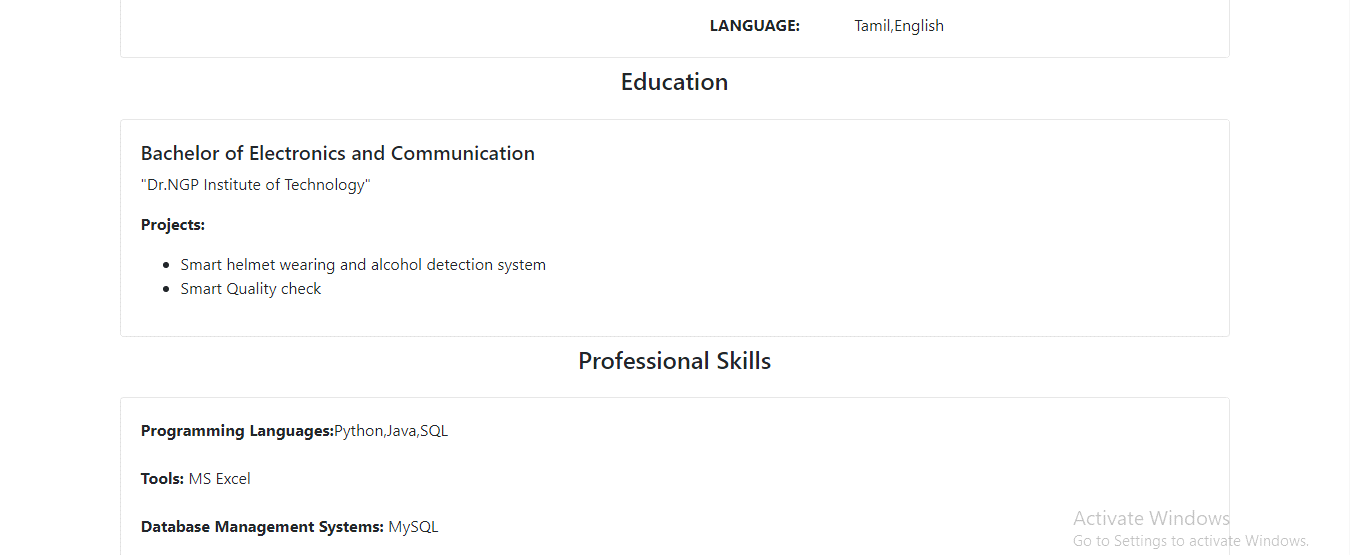 LANGUAGE: Tamil,English
Education
Bachelor of Electronics and Communication
"Dr.NGP Institute of Technology"
Projects:
Smart helmet wearing and alcohol detection system
Smart Quality check
Professional Skills
Programming Languages:Python,Java,SQL
Tools: MS Excel
Database Management Systems: MySQL
Activate Windows
Go to Settings to activate Windows.